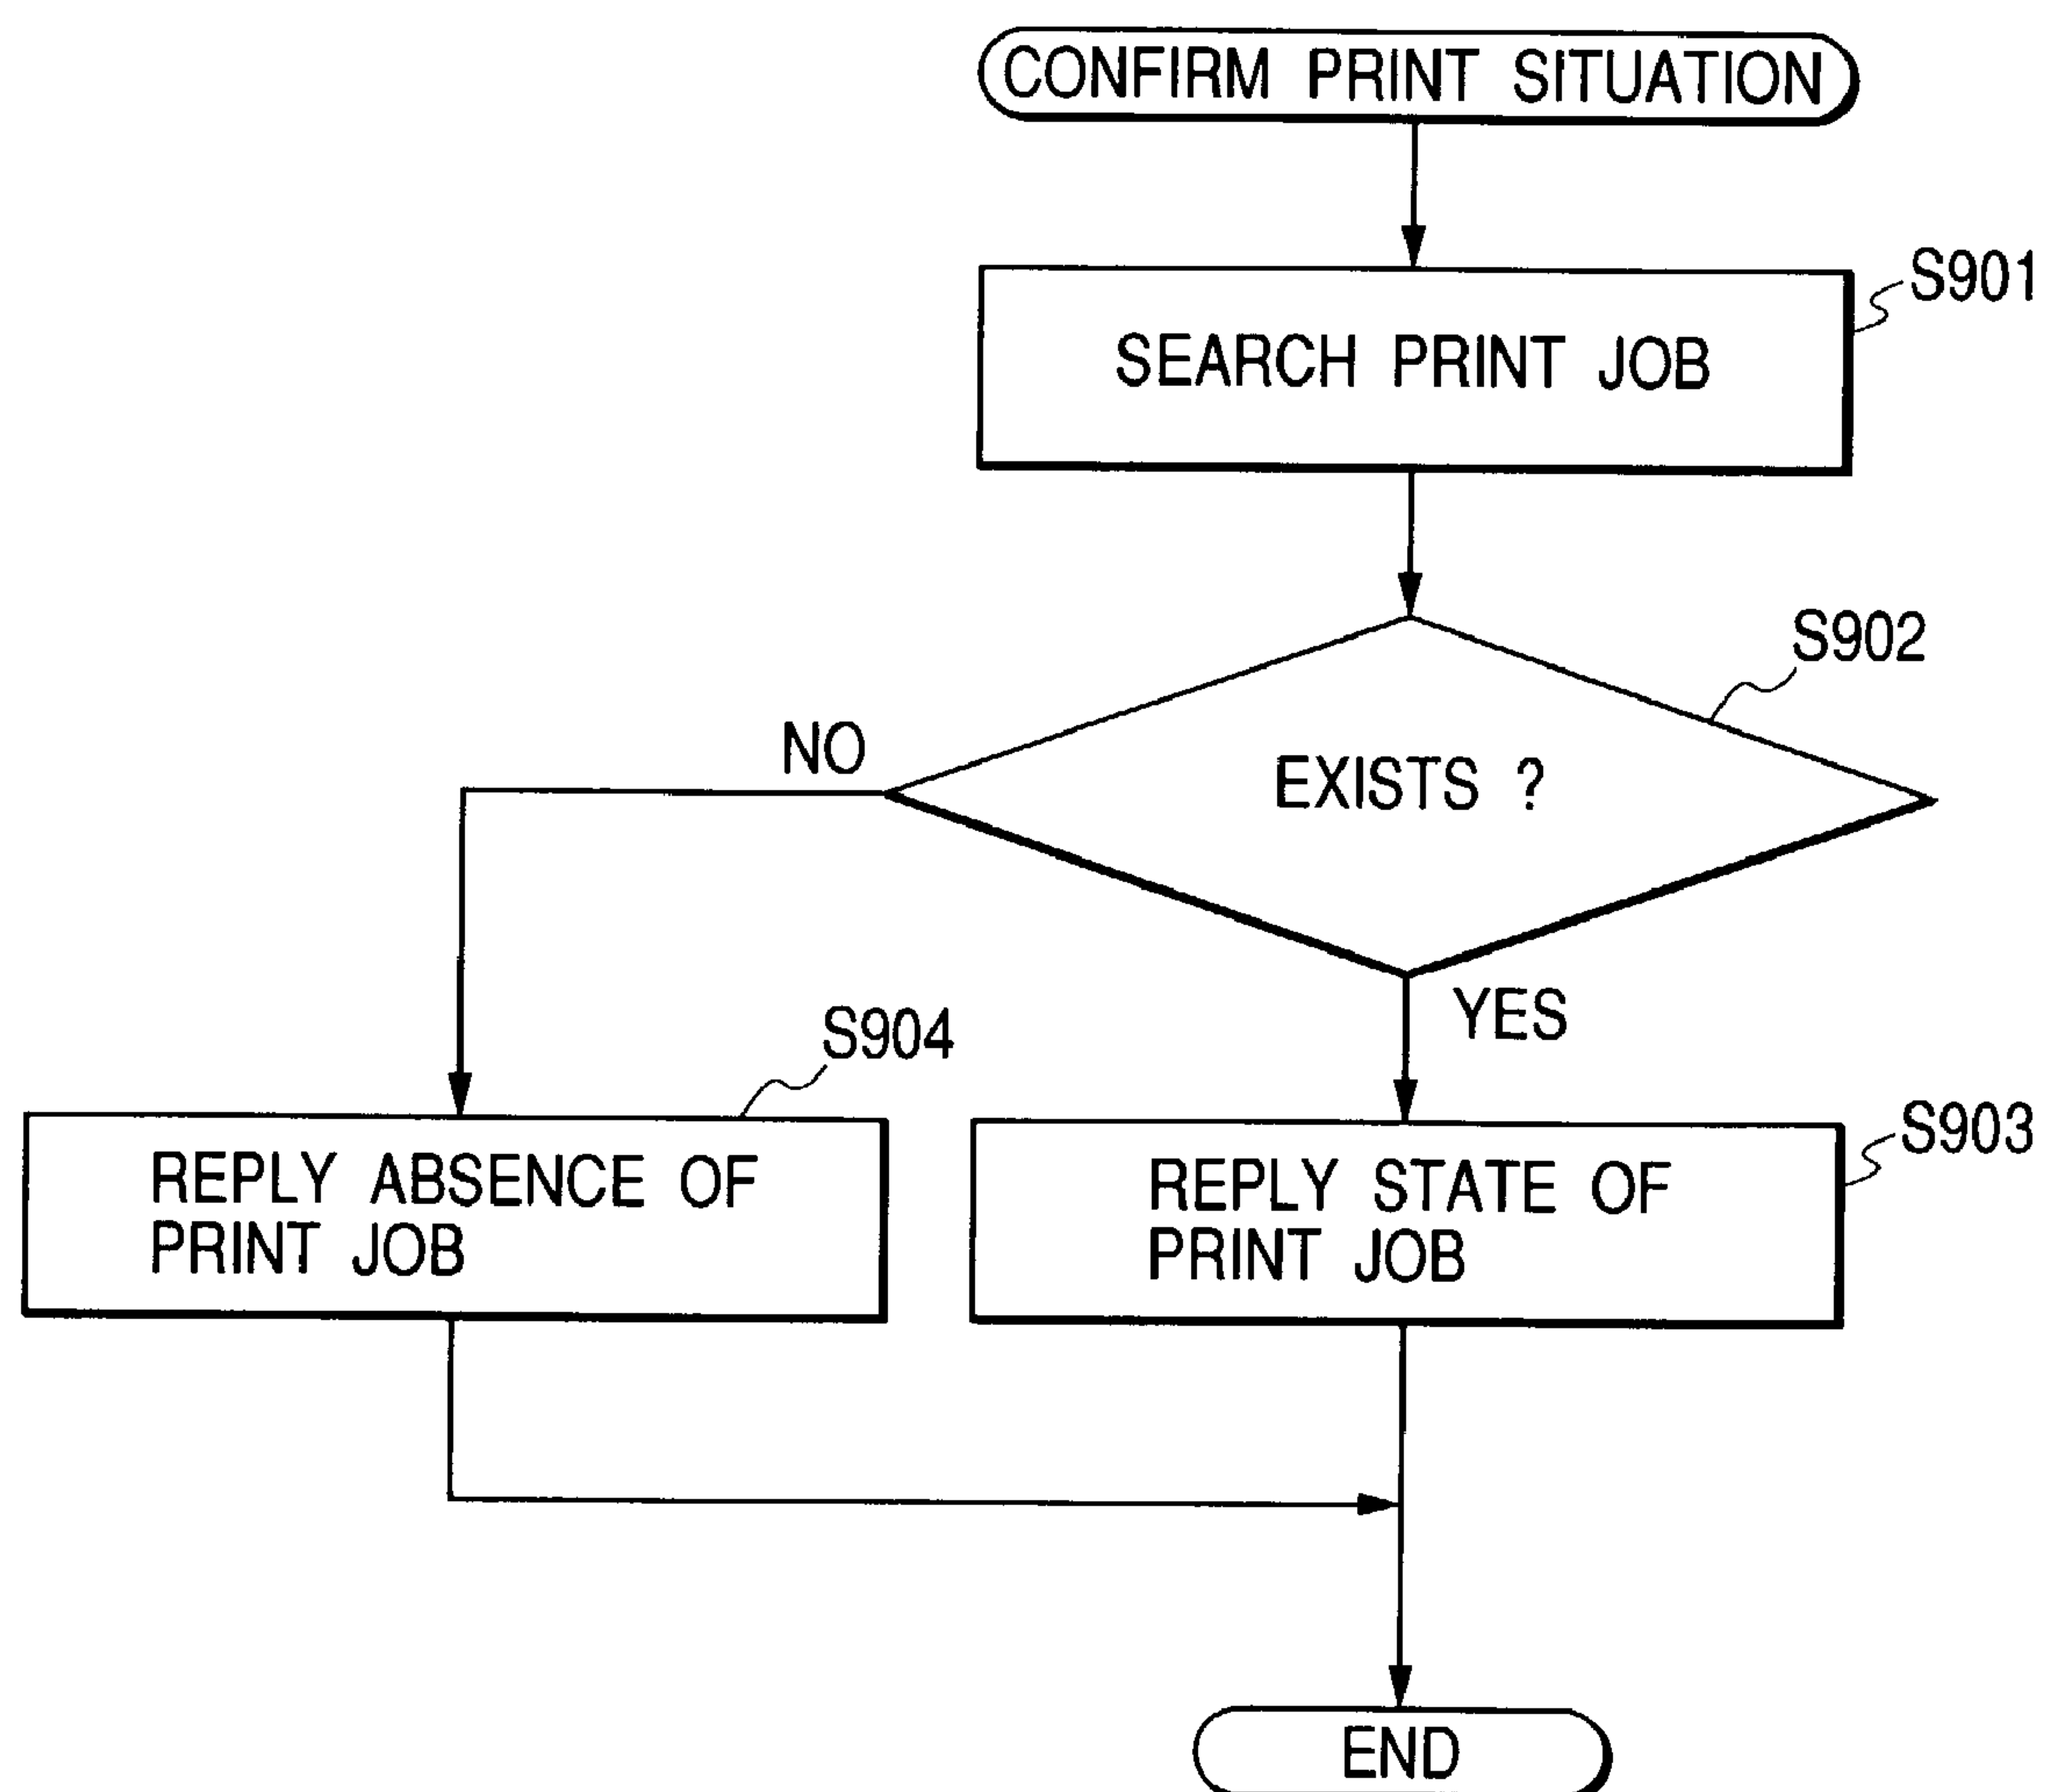 CONFIRM PRINT SITUATION
S901
SEARCH PRINT JOB
S902
NO
EXISTS ?
YES
S904
S903
REPLY ABSENCE OF
PRINT JOB
REPLY STATE OF
PRINT JOB
END